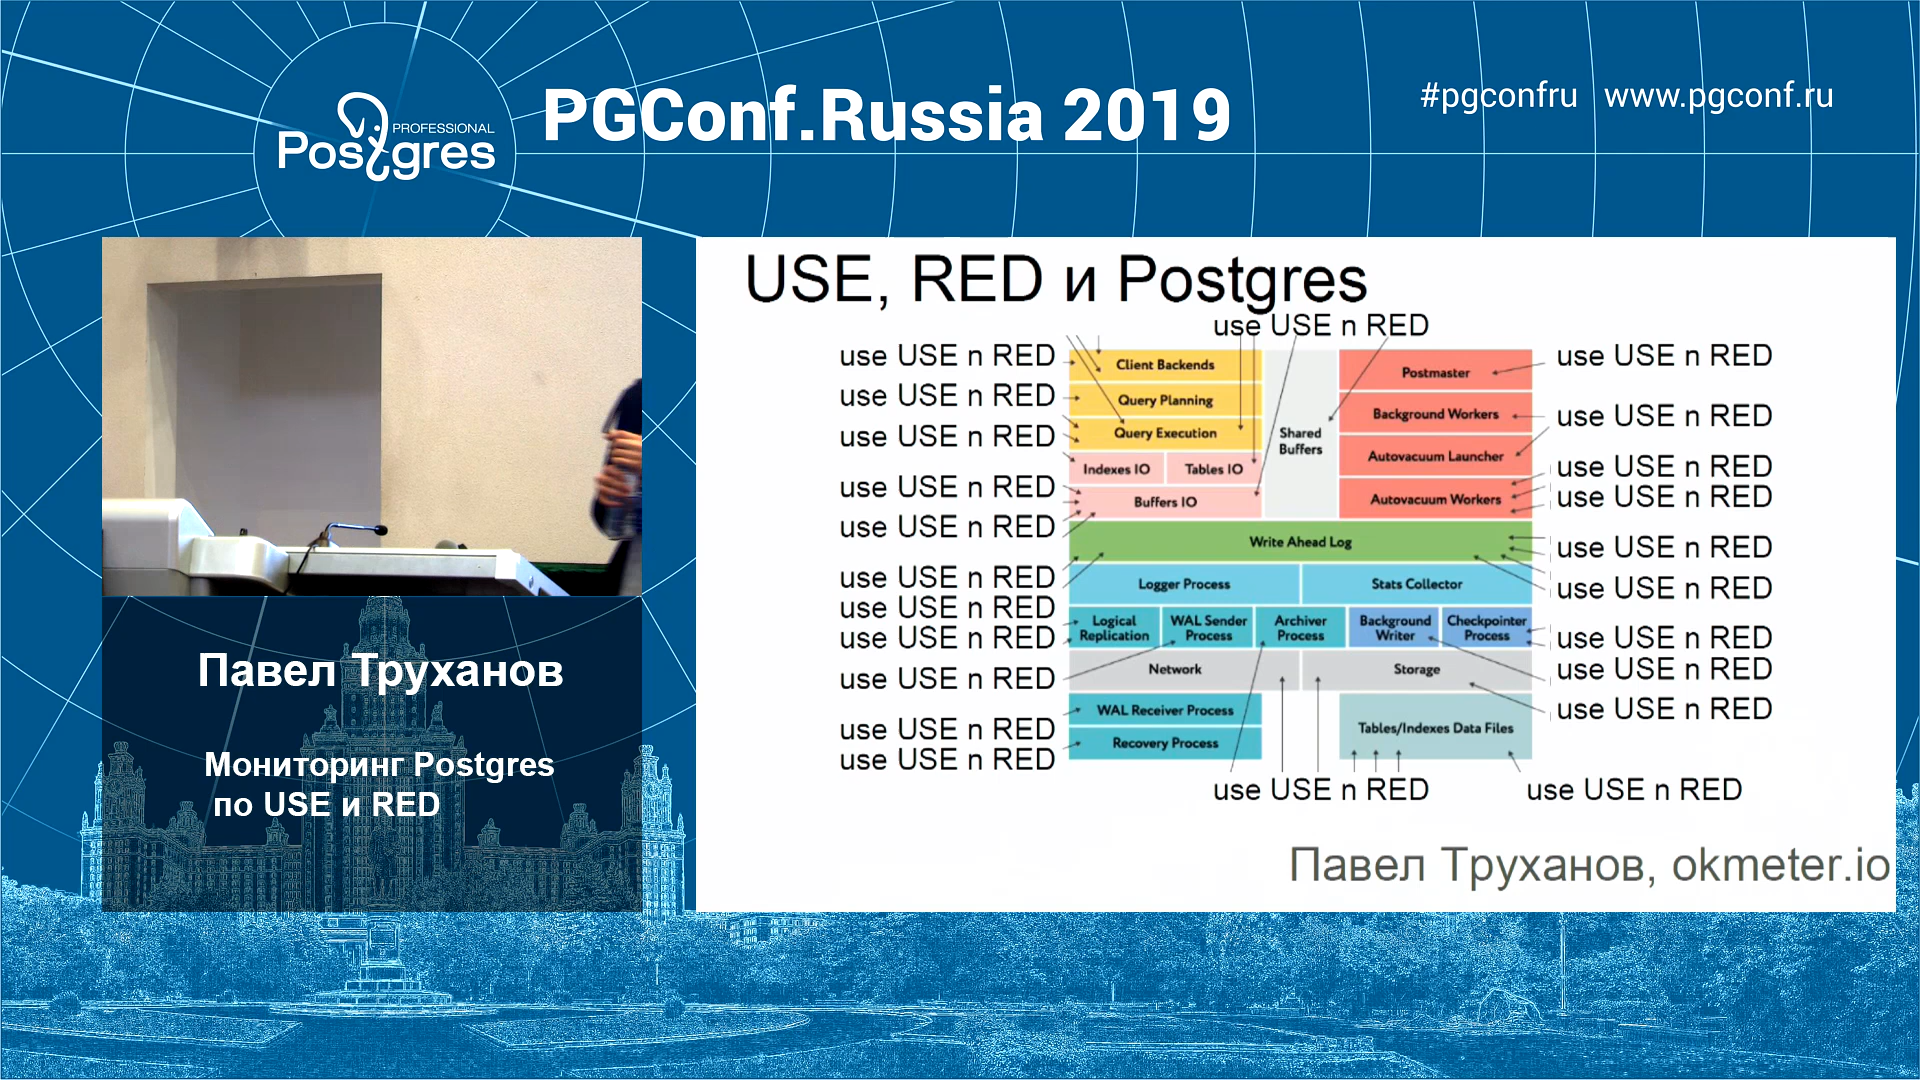 PROFESSIONAL
Postgres
PGConf.Russia 2019
#pgconfru www.pgconf.ru
USE, RED и Postgres
use USE n RED
use USE n RED
use USE n RED
use USE n RED
use USE n RED
use USE n RED
use USE n RED
use USE n RED
use USE n RED
use USE n RED
use USE n RED
use USE n RED
use USE n RED
Client Backends
Query Planning
Query Execution
Indexes IO
Tables IO
Buffers IO
Shared
Buffers
Postmaster
Background Workers
Autovacuum Launcher
Autovacuum Workers
Write Ahead Log
Logger Process
Stats Collector
Logical
Replication
WAL Sender
Process
Archiver
Process
Background
Writer
Checkpointer
Process
Network
Storage
WAL Receiver Process
Recovery Process
Tables/Indexes Data Files
use USE n RED
use USE n RED
use USE n RED
use USE n RED
use USE n RED
use USE n RED
use USE n RED
use USE n RED
use USE n RED
use USE n RED
use USE n RED
Павел Труханов, okmeter.io
Павел Труханов
Мониторинг Postgres
по USE и RED